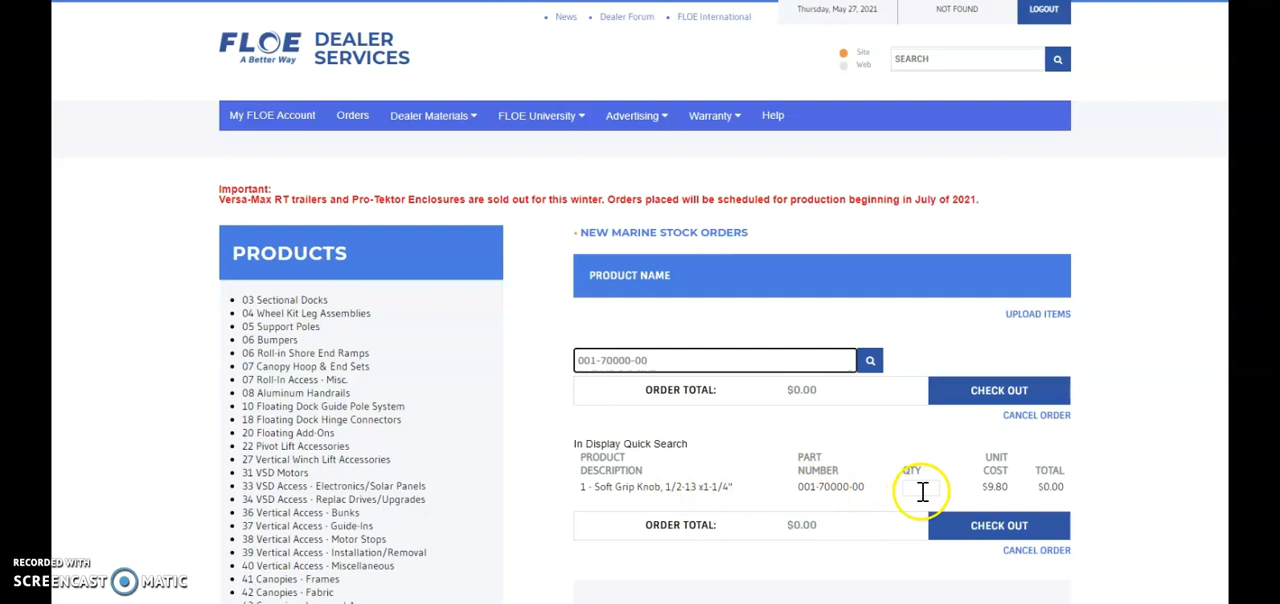 News • Dealer Forum • FLOE International
Thursday, May 27, 2021
NOT FOUND
LOGOUT
FLOE
A Better Way
DEALER
SERVICES
Site
Web
SEARCH
My FLOE Account Orders Dealer Materials FLOE University Advertising Warranty Help
Important:
Versa-Max RT trailers and Pro-Tektor Enclosures are sold out for this winter. Orders placed will be scheduled for production beginning in July of 2021.
PRODUCTS
03 Sectional Docks
04 Wheel Kit Leg Assemblies
05 Support Poles
06 Bumpers
06 Roll-in Shore End Ramps
07 Canopy Hoop & End Sets
07 Roll-In Access - Misc.
08 Aluminum Handrails
10 Floating Dock Guide Pole System
18 Floating Dock Hinge Connectors
20 Floating Add-Ons
22 Pivot Lift Accessories
27 Vertical Winch Lift Accessories
31 VSD Motors
33 VSD Access - Electronics/Solar Panels
34 VSD Access - Replac Drives/Upgrades
36 Vertical Access - Bunks
37 Vertical Access - Guide-Ins
38 Vertical Access - Motor Stops
39 Vertical Access - Installation/Removal
40 Vertical Access - Miscellaneous
41 Canopies - Frames
42 Canopies - Fabric
NEW MARINE STOCK ORDERS
PRODUCT NAME
UPLOAD ITEMS
001-70000-00
ORDER TOTAL: $0.00 CHECK OUT
CANCEL ORDER
In Display Quick Search
PRODUCT DESCRIPTION PART NUMBER QTY UNIT COST TOTAL
1 - Soft Grip Knob, 1/2-13 x1-1/4" 001-70000-00 $9.80 $0.00
ORDER TOTAL: $0.00 CHECK OUT
CANCEL ORDER
RECORDED WITH
SCREENCAST MATIC